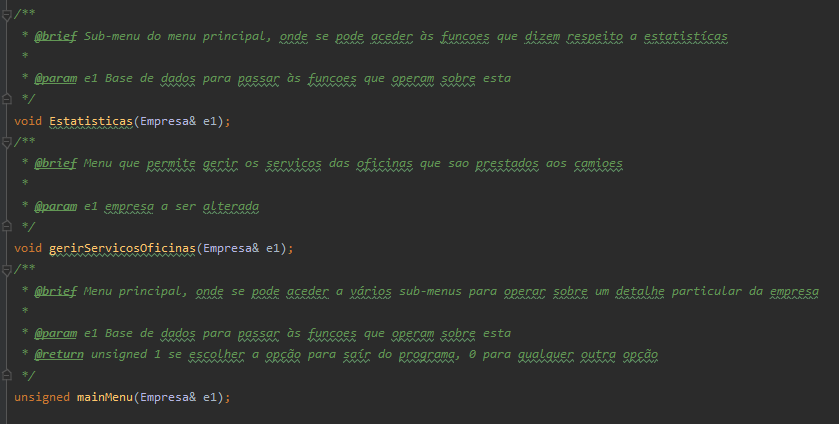 /**
* @brief Sub-menu do menu principal, onde se pode aceder às funcoes que dizem respeito a estatistícas
*
* @param e1 Base de dados para passar às funcoes que operam sobre esta
*/
void Estatisticas(Empresa& e1);
/**
* @brief Menu que permite gerir os servicos das oficinas que sao prestados aos camioes
*
* @param e1 empresa a ser alterada
*/
void gerirServicosOficinas(Empresa& e1);
/**
* @brief Menu principal, onde se pode aceder a vários sub-menus para operar sobre um detalhe particular da empresa
*
* @param e1 Base de dados para passar às funcoes que operam sobre esta
* @return unsigned 1 se escolher a opção para saír do programa, 0 para qualquer outra opção
*/
unsigned mainMenu(Empresa& e1);